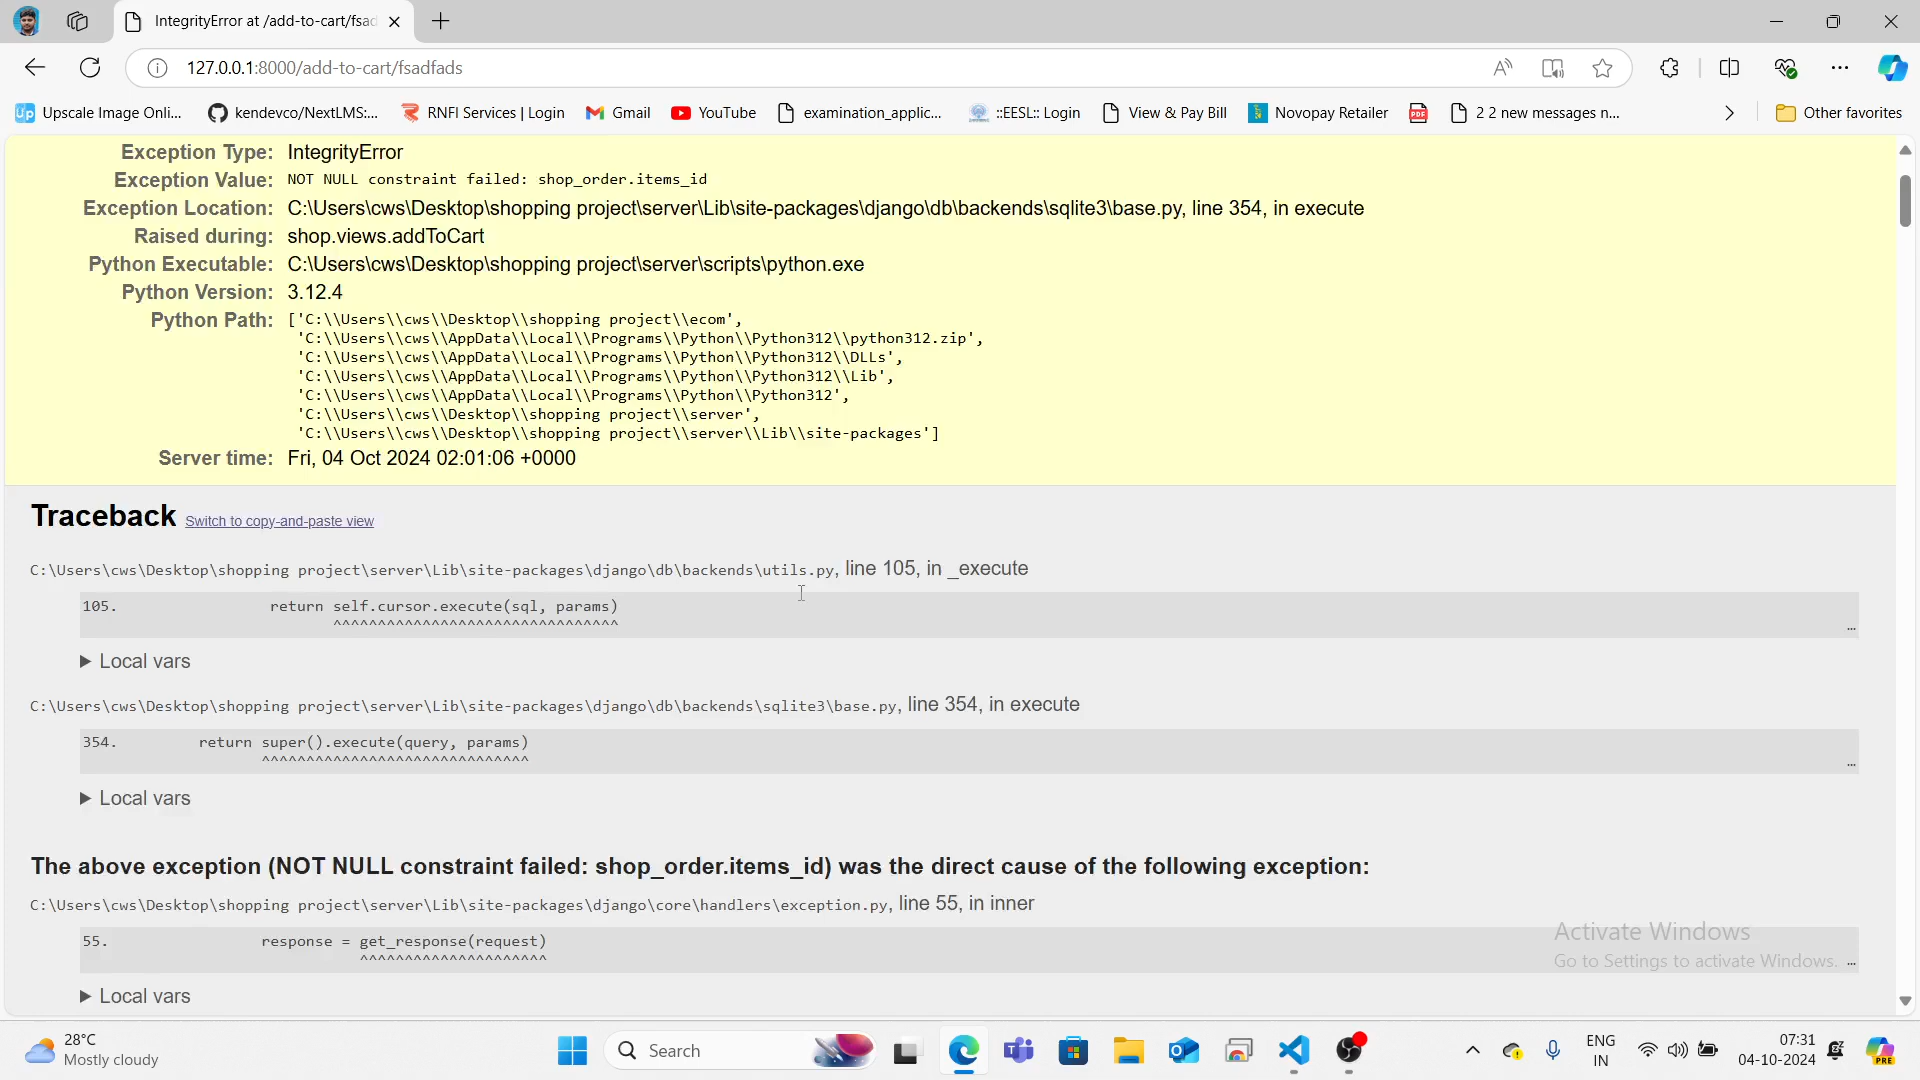 IntegrityError at /add-to-cart/fsad
127.0.0.1:8000/add-to-cart/fsadfads
Upscale Image Onli...
kendevco/NextLMS:...
RNFI Services | Login
Gmail
YouTube
examination_applic...
::EESL:: Login
View & Pay Bill
Novopay Retailer
2 2 new messages n...
Other favorites
Exception Type: IntegrityError
Exception Value: NOT NULL constraint failed: shop_order.items_id
Exception Location: C:\Users\cws\Desktop\shopping project\server\Lib\site-packages\django\db\backends\sqlite3\base.py, line 354, in execute
Raised during: shop.views.addToCart
Python Executable: C:\Users\cws\Desktop\shopping project\server\scripts\python.exe
Python Version: 3.12.4
Python Path: ['C:\\Users\\cws\\Desktop\\shopping project\\ecom',
'C:\\Users\\cws\\AppData\\Local\\Programs\\Python\\Python312\\python312.zip',
'C:\\Users\\cws\\AppData\\Local\\Programs\\Python\\Python312\\DLLs',
'C:\\Users\\cws\\AppData\\Local\\Programs\\Python\\Python312\\Lib',
'C:\\Users\\cws\\AppData\\Local\\Programs\\Python\\Python312',
'C:\\Users\\cws\\Desktop\\shopping project\\server',
'C:\\Users\\cws\\Desktop\\shopping project\\server\\Lib\\site-packages']
Server time: Fri, 04 Oct 2024 02:01:06 +0000
Traceback Switch to copy-and-paste view
C:\Users\cws\Desktop\shopping project\server\Lib\site-packages\django\db\backends\utils.py, line 105, in _execute
105. return self.cursor.execute(sql, params)
^^^^^^^^^^^^^^^^^^^^^^^^^^^^^^^^
…
Local vars
C:\Users\cws\Desktop\shopping project\server\Lib\site-packages\django\db\backends\sqlite3\base.py, line 354, in execute
354. return super().execute(query, params)
^^^^^^^^^^^^^^^^^^^^^^^^^^^^^^
…
Local vars
The above exception (NOT NULL constraint failed: shop_order.items_id) was the direct cause of the following exception:
C:\Users\cws\Desktop\shopping project\server\Lib\site-packages\django\core\handlers\exception.py, line 55, in inner
55. response = get_response(request)
^^^^^^^^^^^^^^^^^^^^^
…
Local vars
Activate Windows
Go to Settings to activate Windows.
28°C
Mostly cloudy
Search
ENG
IN
07:31
04-10-2024
PRE